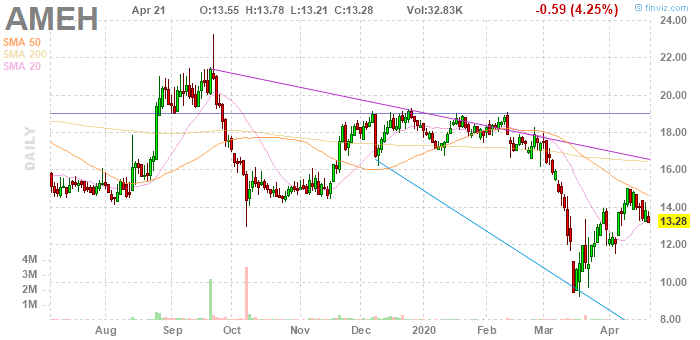 AMEH
Apr 21 O:13.55 H:13.78 L:13.21 C:13.28 Vol:32.83K -0.59 (4.25%)
© finviz.com
SMA 50
SMA 200
SMA 20
DAILY
24.00
22.00
20.00
18.00
16.00
14.00
13.28
12.00
10.00
8.00
4M
3M
2M
1M
Aug Sep Oct Nov Dec 2020 Feb Mar Apr